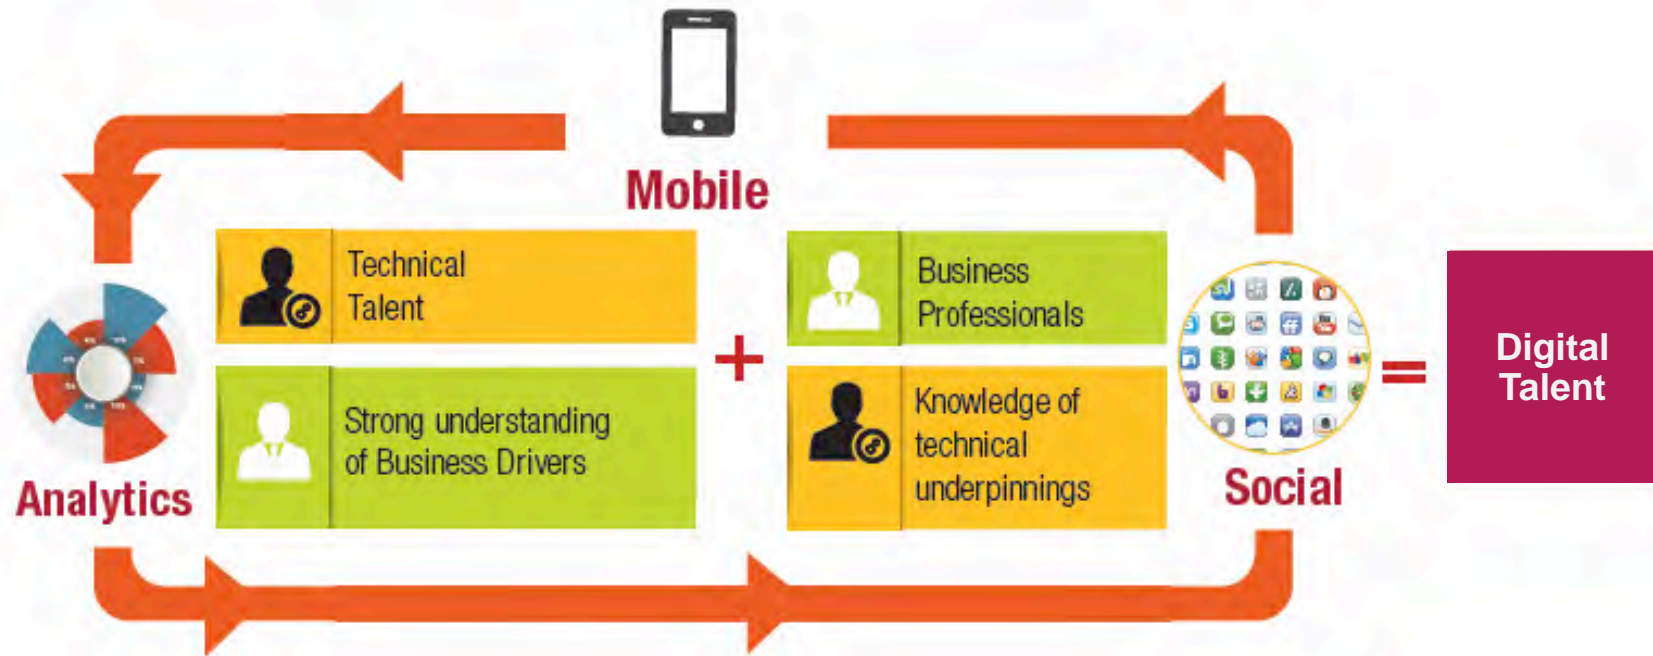 Mobile
Technical
Talent
Strong understanding
of Business Drivers
+
Business
Professionals
Knowledge of
technical
underpinnings
Analytics
Social
=
Digital
Talent